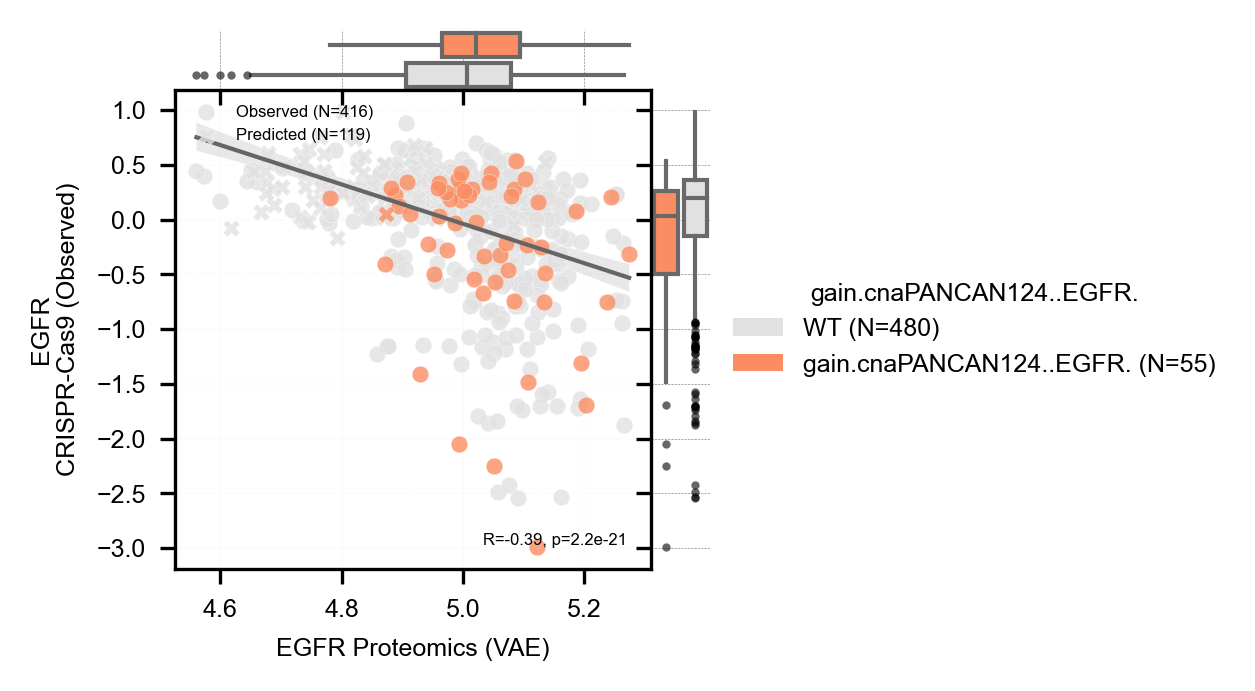 1.0
0.5
0.0
−0.5
−1.0
−1.5
−2.0
−2.5
−3.0
EGFR
CRISPR-Cas9 (Observed)
Observed (N=416)
Predicted (N=119)
R=-0.39, p=2.2e-21
4.6 4.8 5.0 5.2
EGFR Proteomics (VAE)
gain.cnaPANCAN124..EGFR.
WT (N=480)
gain.cnaPANCAN124..EGFR. (N=55)